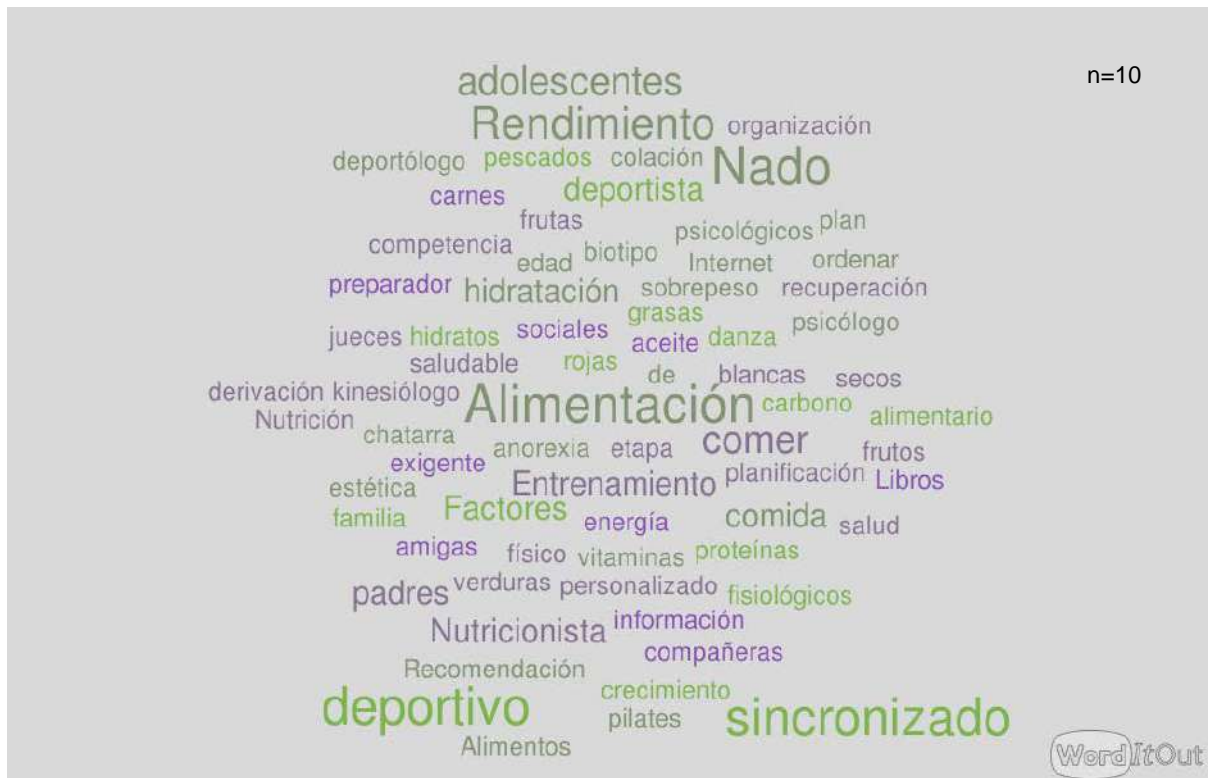 n=10
adolescentes
Rendimiento organización
deportólogo pescados colación Nado
carnes deportista
frutas psicológicos plan
competencia edad biotipo Internet ordenar
preparador hidratación sobrepeso recuperación
grasas
jueces hidratos sociales aceite danza psicólogo
saludable rojas de blancas secos
derivación kinesiólogo Alimentación carbono alimentario
Nutrición
chatarra anorexia etapa comer frutos
exigente Entrenamiento planificación Libros
estética
familia Factores energía comida salud
amigas físico vitaminas proteínas
padres verduras personalizado fisiológicos
Nutricionista información
compañeras
Recomendación
deportivo crecimiento sincronizado
pilates
Alimentos
WordItOut